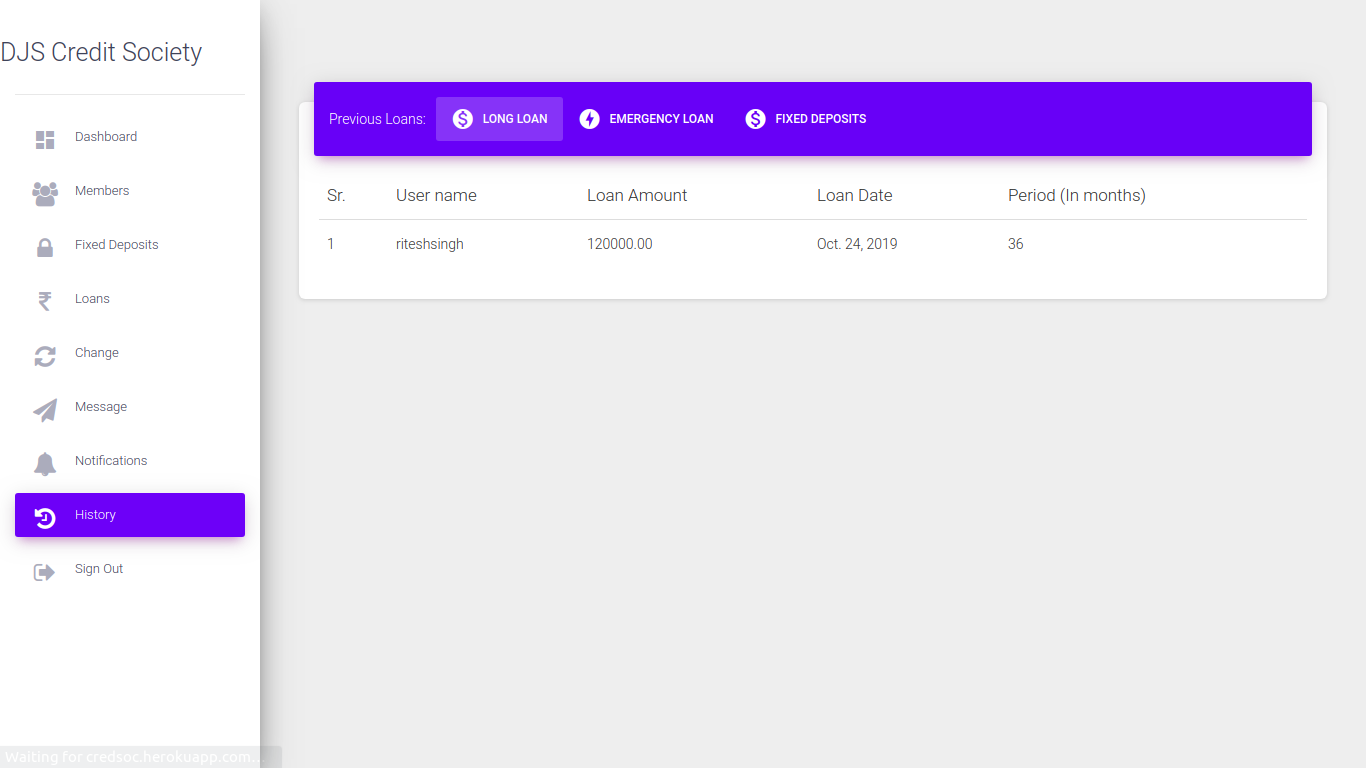 DJS Credit Society
Dashboard
Members
Fixed Deposits
Loans
Change
Message
Notifications
History
Sign Out
Previous Loans: LONG LOAN EMERGENCY LOAN FIXED DEPOSITS
Sr. User name Loan Amount Loan Date Period (In months)
1 riteshsingh 120000.00 Oct. 24, 2019 36
Waiting for credsoc.herokuapp.com...